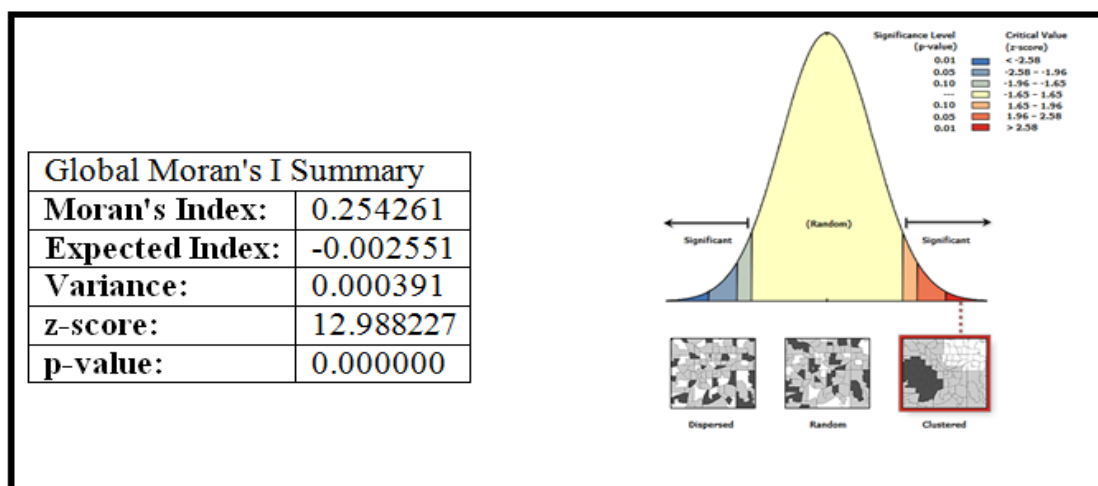 Global Moran's I Summary
Moran's Index: 0.254261
Expected Index: -0.002551
Variance: 0.000391
z-score: 12.988227
p-value: 0.000000
Significance Level Critical Value
(p-value) (z-score)
0.01 < -2.58
0.05 -2.58 - -1.96
0.10 -1.96 - -1.65
--- -1.65 - 1.65
0.10 1.65 - 1.96
0.05 1.96 - 2.58
0.01 > 2.58
(Random)
Significant Significant
Dispersed Random Clustered